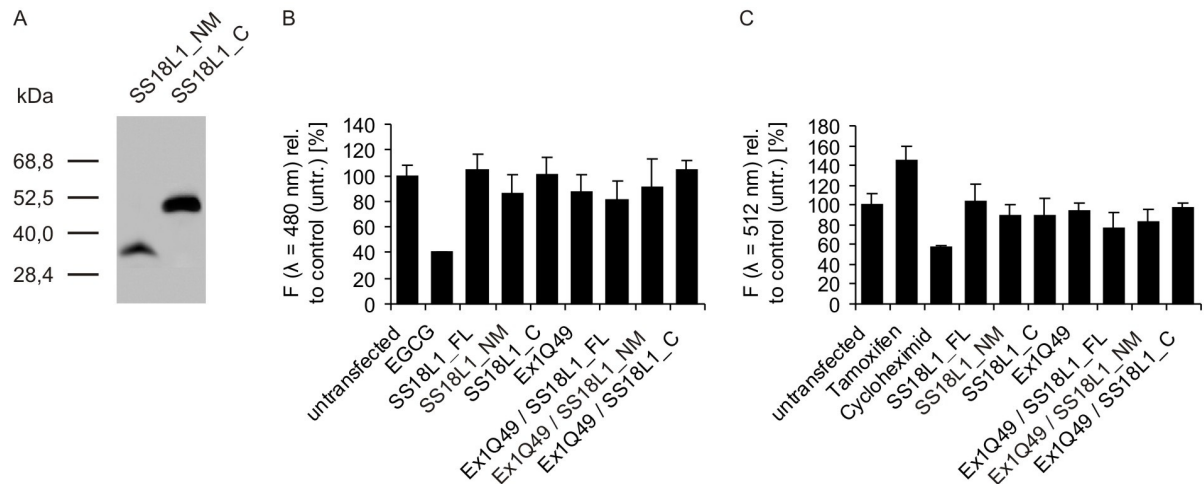 A
SS18L1_NM
SS18L1_C
kDa
68,8
52,5
40,0
28,4
B
F (λ = 480 nm) rel.
to control (untr.) [%]
140
120
100
80
60
40
20
0
untransfected
EGCG
SS18L1_FL
SS18L1_NM
SS18L1_C
Ex1Q49
Ex1Q49 / SS18L1_FL
Ex1Q49 / SS18L1_NM
Ex1Q49 / SS18L1_C
C
F (λ = 512 nm) rel.
to control (untr.) [%]
180
160
140
120
100
80
60
40
20
0
untransfected
Tamoxifen
Cycloheximid
SS18L1_FL
SS18L1_NM
SS18L1_C
Ex1Q49
Ex1Q49 / SS18L1_FL
Ex1Q49 / SS18L1_NM
Ex1Q49 / SS18L1_C